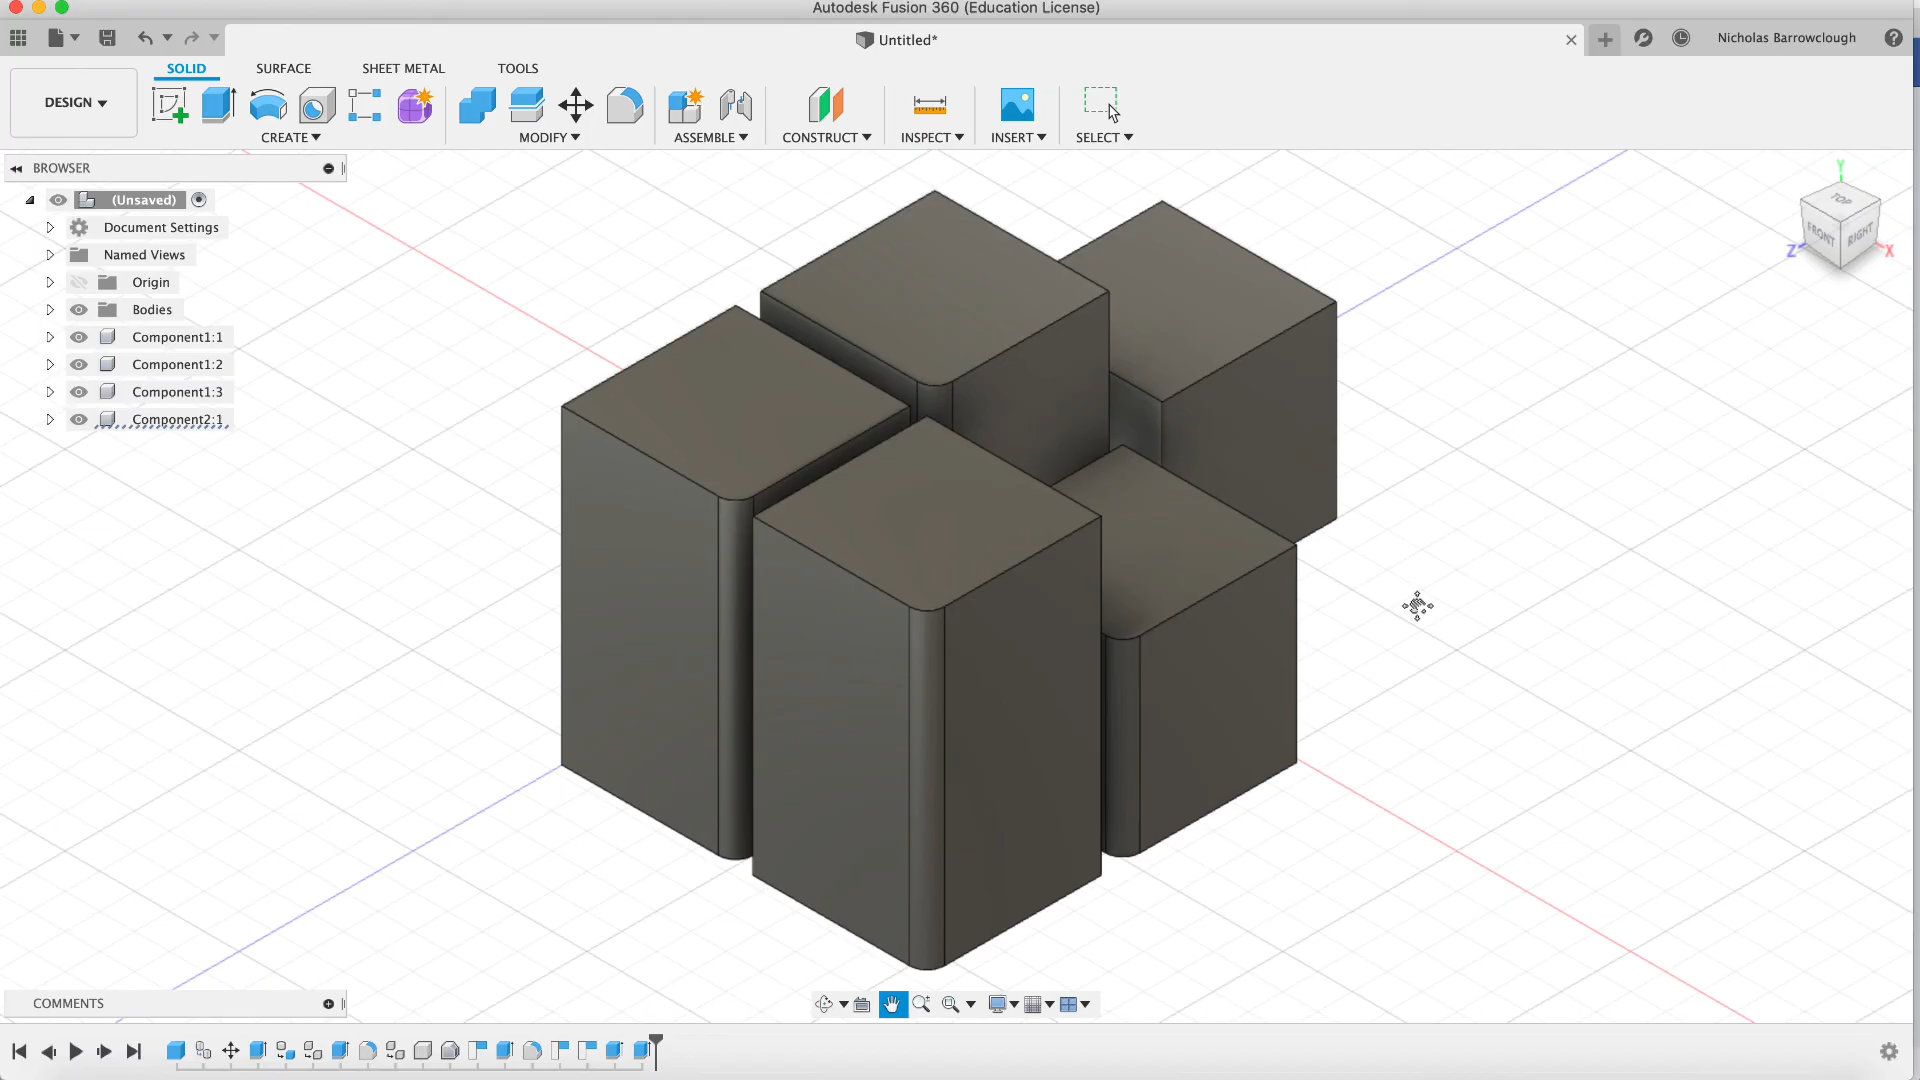 Autodesk Fusion 360 (Education License)
Untitled*
Nicholas Barrowclough
SOLID SURFACE SHEET METAL TOOLS
DESIGN
CREATE MODIFY ASSEMBLE CONSTRUCT INSPECT INSERT SELECT
BROWSER
(Unsaved)
Document Settings
Named Views
Origin
Bodies
Component1:1
Component1:2
Component1:3
Component2:1
Y
TOP
FRONT RIGHT
Z X
COMMENTS